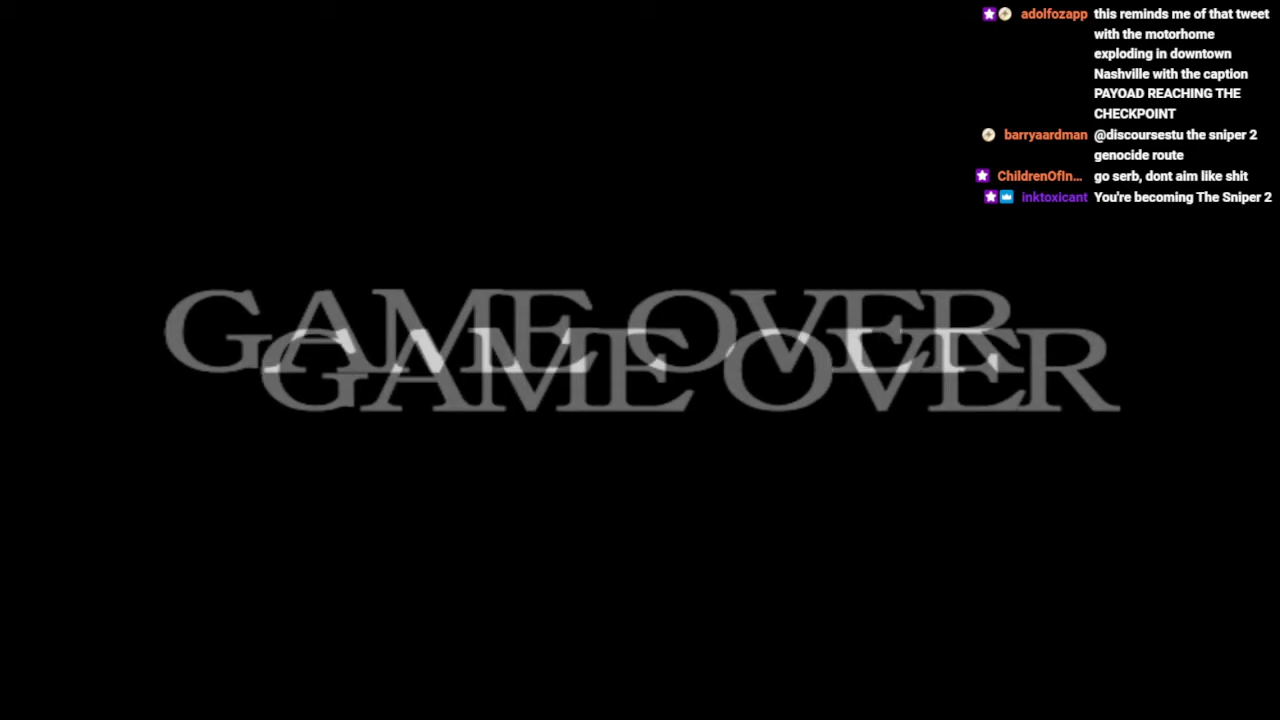 adolfozapp this reminds me of that tweet
with the motorhome
exploding in downtown
Nashville with the caption
PAYOAD REACHING THE
CHECKPOINT
barryaardman @discoursestu the sniper 2
genocide route
ChildrenOfIn... go serb, dont aim like shit
inktoxicant You're becoming The Sniper 2
GAME OVER
GAME OVER